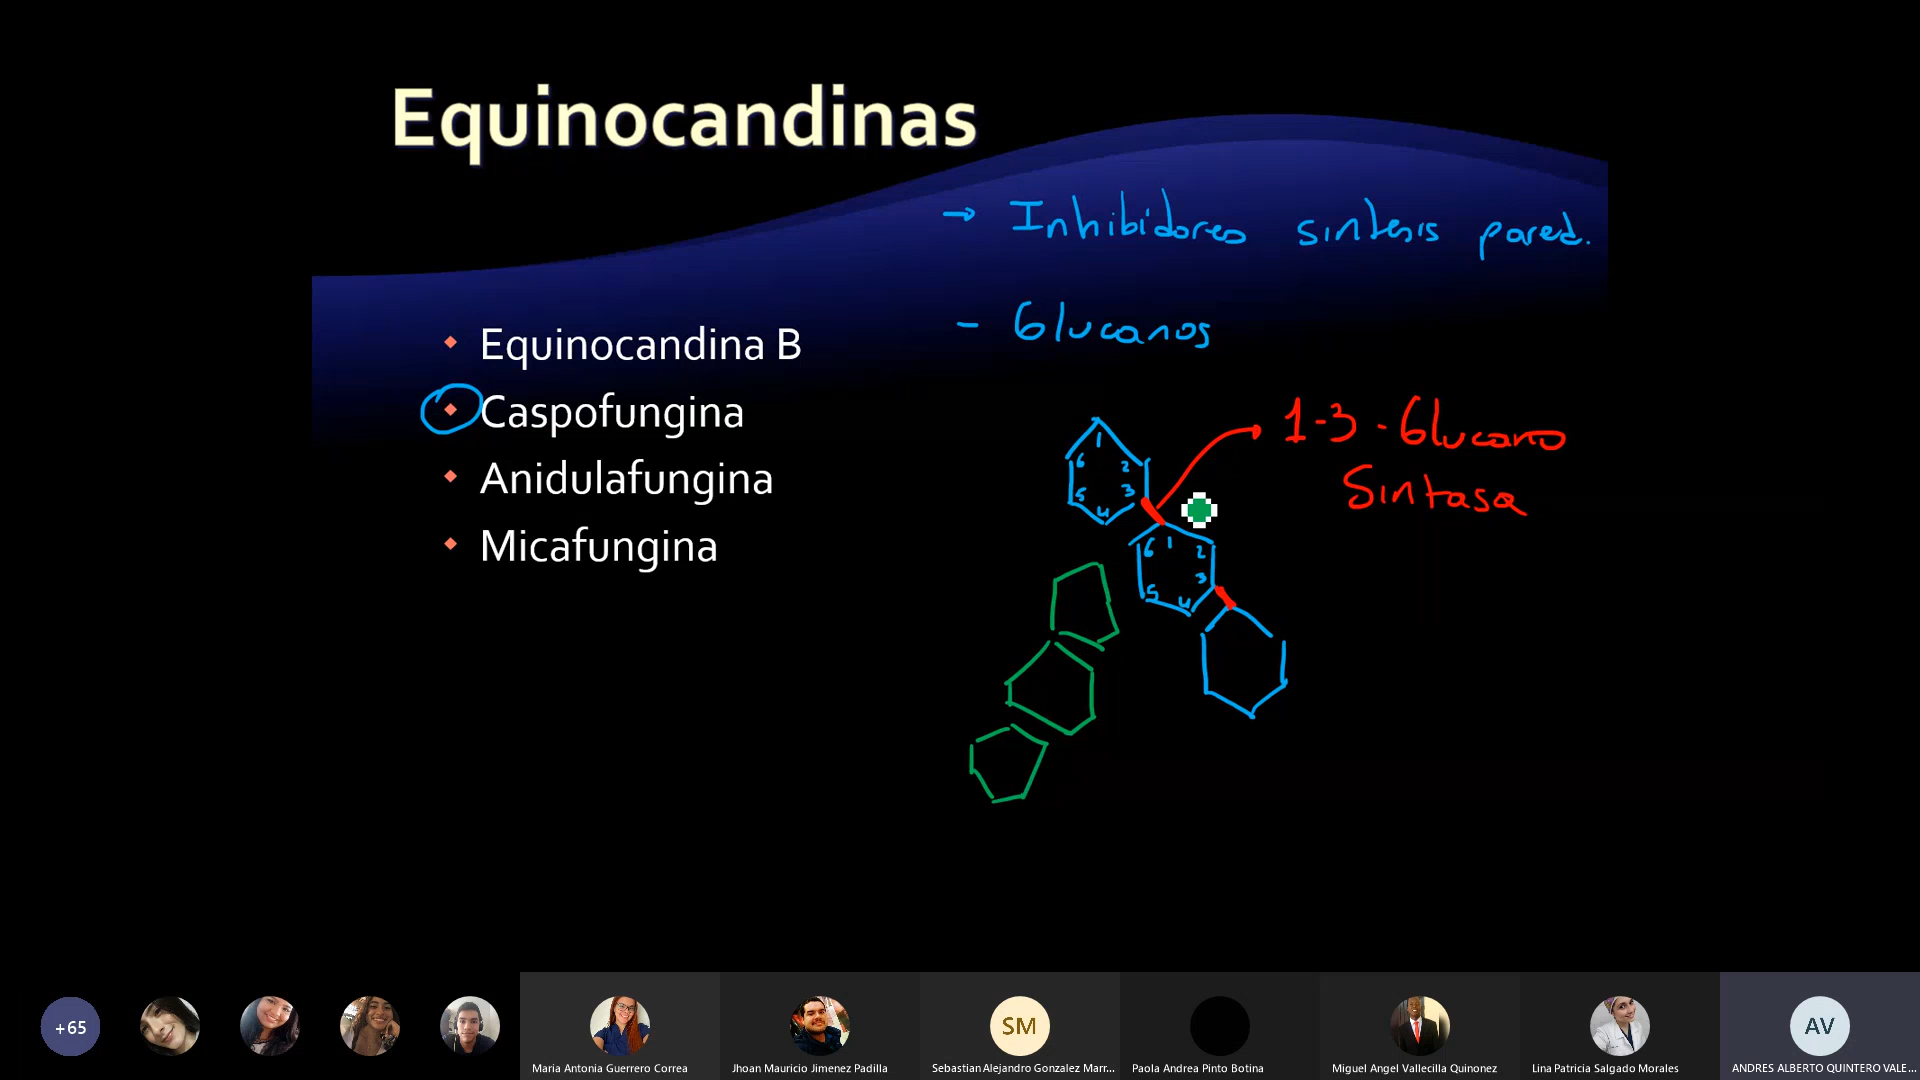 Equinocandinas
→ Inhibidores sintesis pared.
- Glucanos
Equinocandina B
Caspofungina
Anidulafungina
Micafungina
1-3-Glucano
Sintasa
1
6 2
5 3
4
6 1 2
3
5 4
+65
SM
AV
Maria Antonia Guerrero Correa
Jhoan Mauricio Jimenez Padilla
Sebastian Alejandro Gonzalez Marr...
Paola Andrea Pinto Botina
Miguel Angel Vallecilla Quinonez
Lina Patricia Salgado Morales
ANDRES ALBERTO QUINTERO VALE...